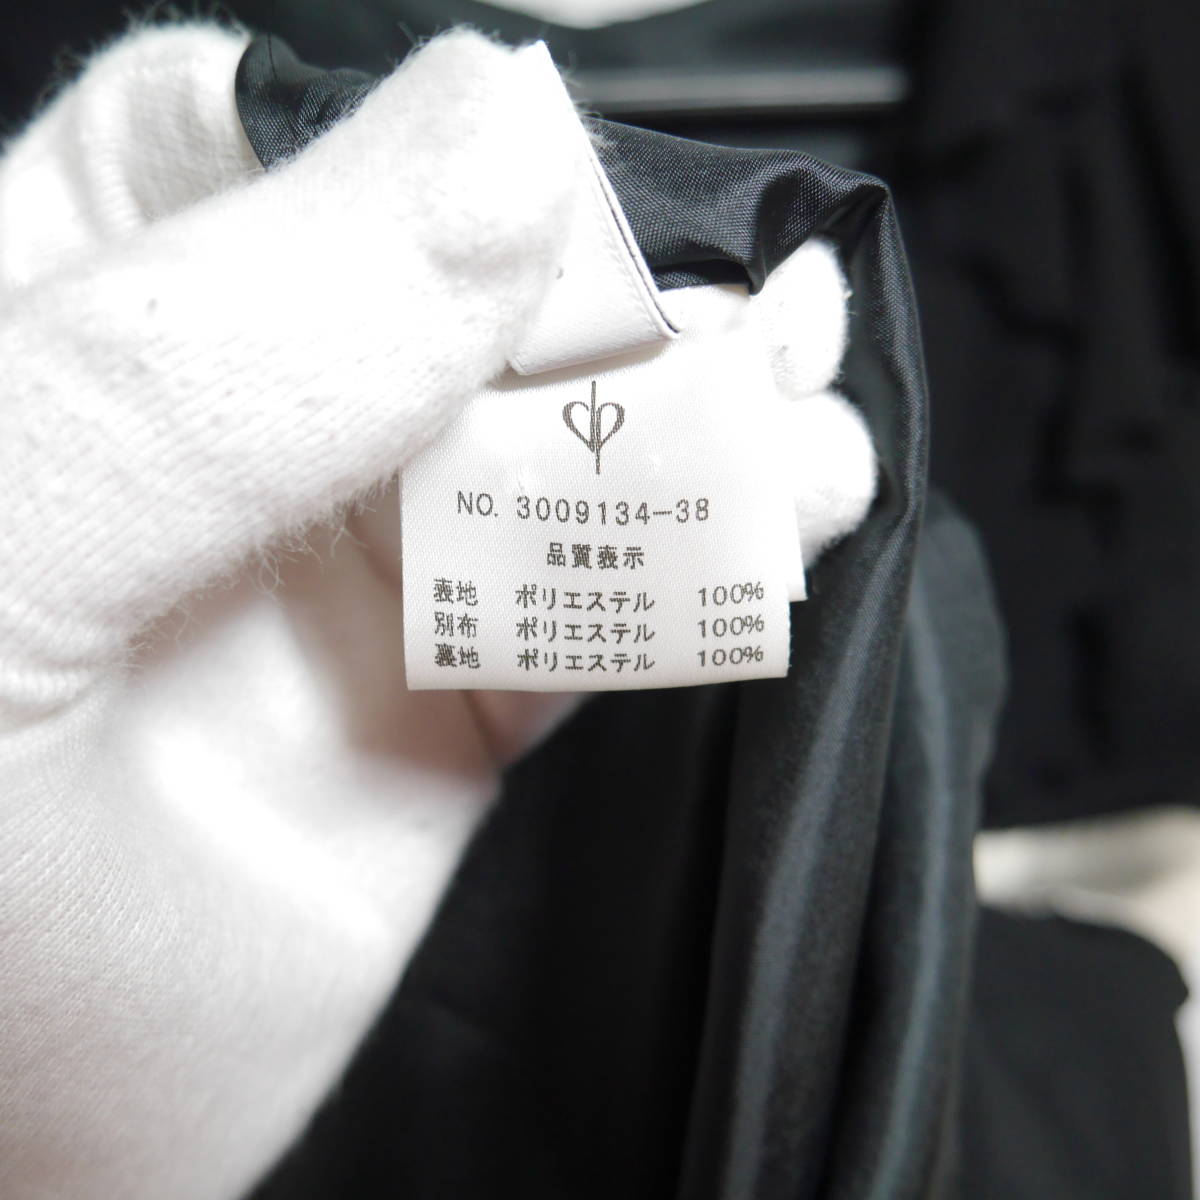 NO. 3009134-38
品質表示
表地 ポリエステル 100%
別布 ポリエステル 100%
裏地 ポリエステル 100%